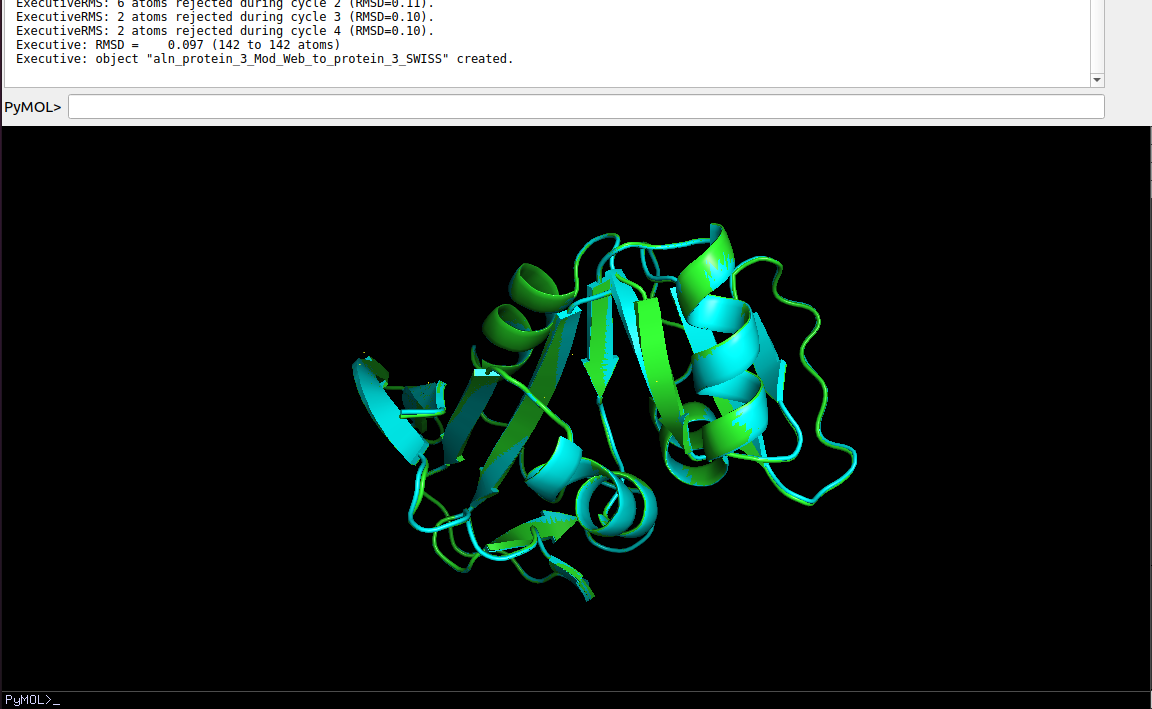 ExecutiveRMS: 6 atoms rejected during cycle 2 (RMSD=0.11).
ExecutiveRMS: 2 atoms rejected during cycle 3 (RMSD=0.10).
ExecutiveRMS: 2 atoms rejected during cycle 4 (RMSD=0.10).
Executive: RMSD =    0.097 (142 to 142 atoms)
Executive: object "aln_protein_3_Mod_Web_to_protein_3_SWISS" created.
PyMOL>
PyMOL>_